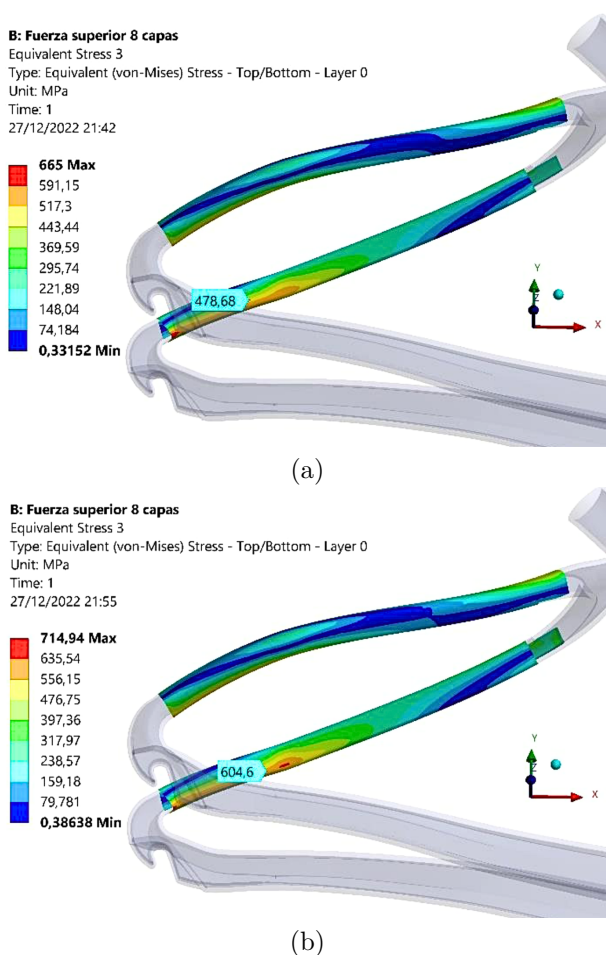 B: Fuerza superior 8 capas
Equivalent Stress 3
Type: Equivalent (von-Mises) Stress - Top/Bottom - Layer 0
Unit: MPa
Time: 1
27/12/2022 21:42
665 Max
591,15
517,3
443,44
369,59
295,74
221,89
148,04
74,184
0,33152 Min
478,68
Y
Z
X
(a)
B: Fuerza superior 8 capas
Equivalent Stress 3
Type: Equivalent (von-Mises) Stress - Top/Bottom - Layer 0
Unit: MPa
Time: 1
27/12/2022 21:55
714,94 Max
635,54
556,15
476,75
397,36
317,97
238,57
159,18
79,781
0,38638 Min
604,6
Y
Z
X
(b)